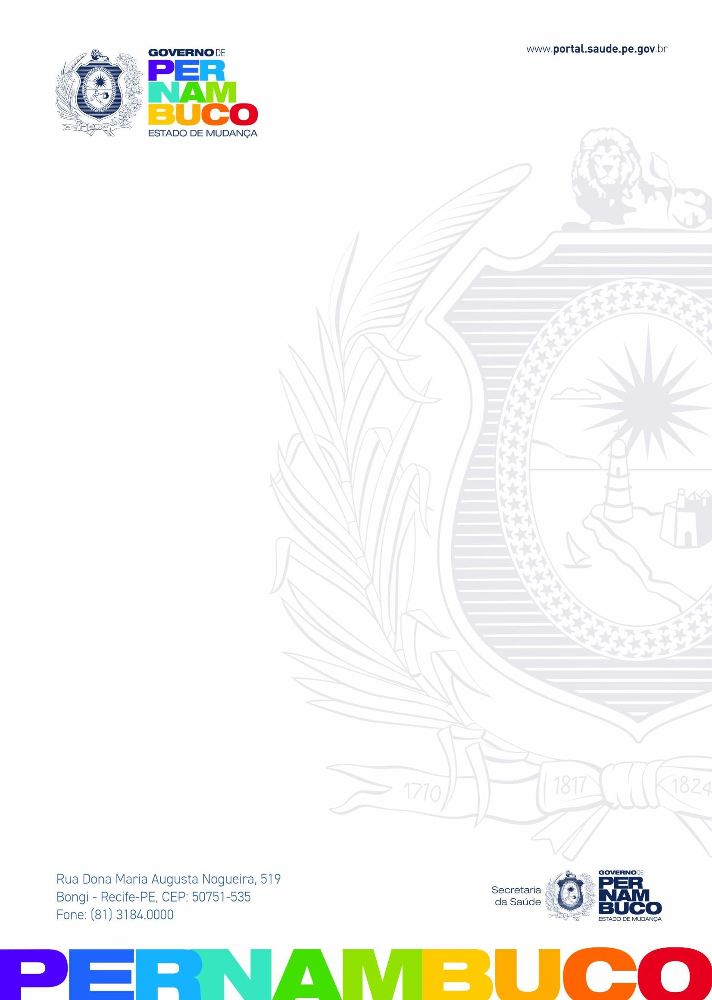 GOVERNO DE
PER
NAM
BUCO
ESTADO DE MUDANÇA
www.portal.saude.pe.gov.br
1710
1817
1824
Rua Dona Maria Augusta Nogueira, 519
Bongi - Recife-PE, CEP: 50751-535
Fone: (81) 3184.0000
Secretaria
da Saúde
GOVERNO DE
PER
NAM
BUCO
ESTADO DE MUDANÇA
PERNAMBUCO